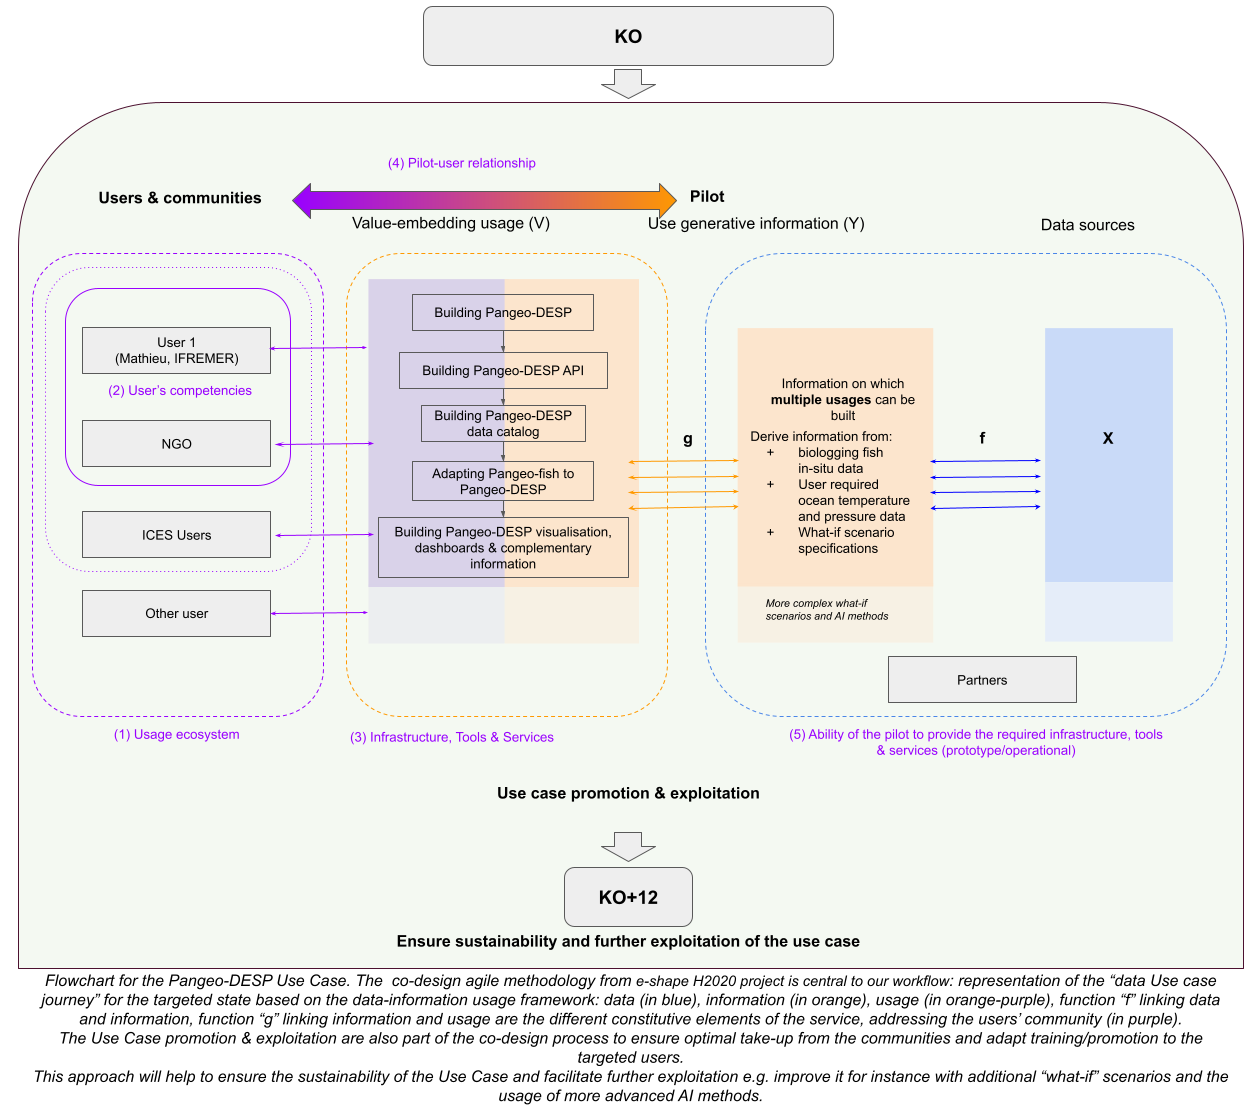 KO
(4) Pilot-user relationship
Users & communities
Pilot
Value-embedding usage (V)
Use generative information (Y)
Data sources
User 1
(Mathieu, IFREMER)
(2) User's competencies
NGO
ICES Users
Other user
(1) Usage ecosystem
Building Pangeo-DESP
Building Pangeo-DESP API
Building Pangeo-DESP
data catalog
Adapting Pangeo-fish to
Pangeo-DESP
Building Pangeo-DESP visualisation,
dashboards & complementary
information
(3) Infrastructure, Tools & Services
g
Information on which
multiple usages can be
built
Derive information from:
+ biologging fish
in-situ data
+ User required
ocean temperature
and pressure data
+ What-if scenario
specifications
More complex what-if
scenarios and AI methods
f
X
Partners
(5) Ability of the pilot to provide the required infrastructure, tools
& services (prototype/operational)
Use case promotion & exploitation
KO+12
Ensure sustainability and further exploitation of the use case
Flowchart for the Pangeo-DESP Use Case. The co-design agile methodology from e-shape H2020 project is central to our workflow: representation of the “data Use case
journey” for the targeted state based on the data-information usage framework: data (in blue), information (in orange), usage (in orange-purple), function “f” linking data
and information, function “g” linking information and usage are the different constitutive elements of the service, addressing the users’ community (in purple).
The Use Case promotion & exploitation are also part of the co-design process to ensure optimal take-up from the communities and adapt training/promotion to the
targeted users.
This approach will help to ensure the sustainability of the Use Case and facilitate further exploitation e.g. improve it for instance with additional “what-if” scenarios and the
usage of more advanced AI methods.